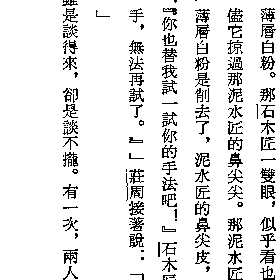 薄層白粉。那石木匠一雙眼，似乎看也
儘它掠過那泥水匠的鼻尖尖。那泥水匠
薄層白粉是削去了，泥水匠的鼻尖皮，
，『你也替我試一試你的手法吧！』石木匠
手，無法再試了。』」莊周接著說：「
」
雖是談得來，卻是談不攏。有一次，兩人